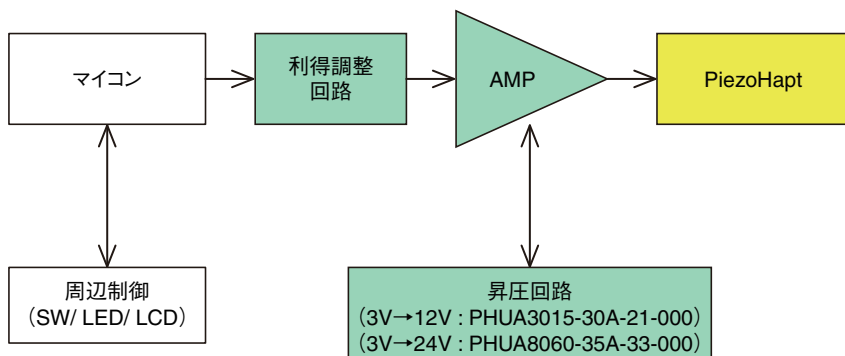 マイコン
利得調整
回路
AMP
PiezoHapt
周辺制御
（SW/ LED/ LCD）
昇圧回路
（3V→12V : PHUA3015-30A-21-000）
（3V→24V : PHUA8060-35A-33-000）